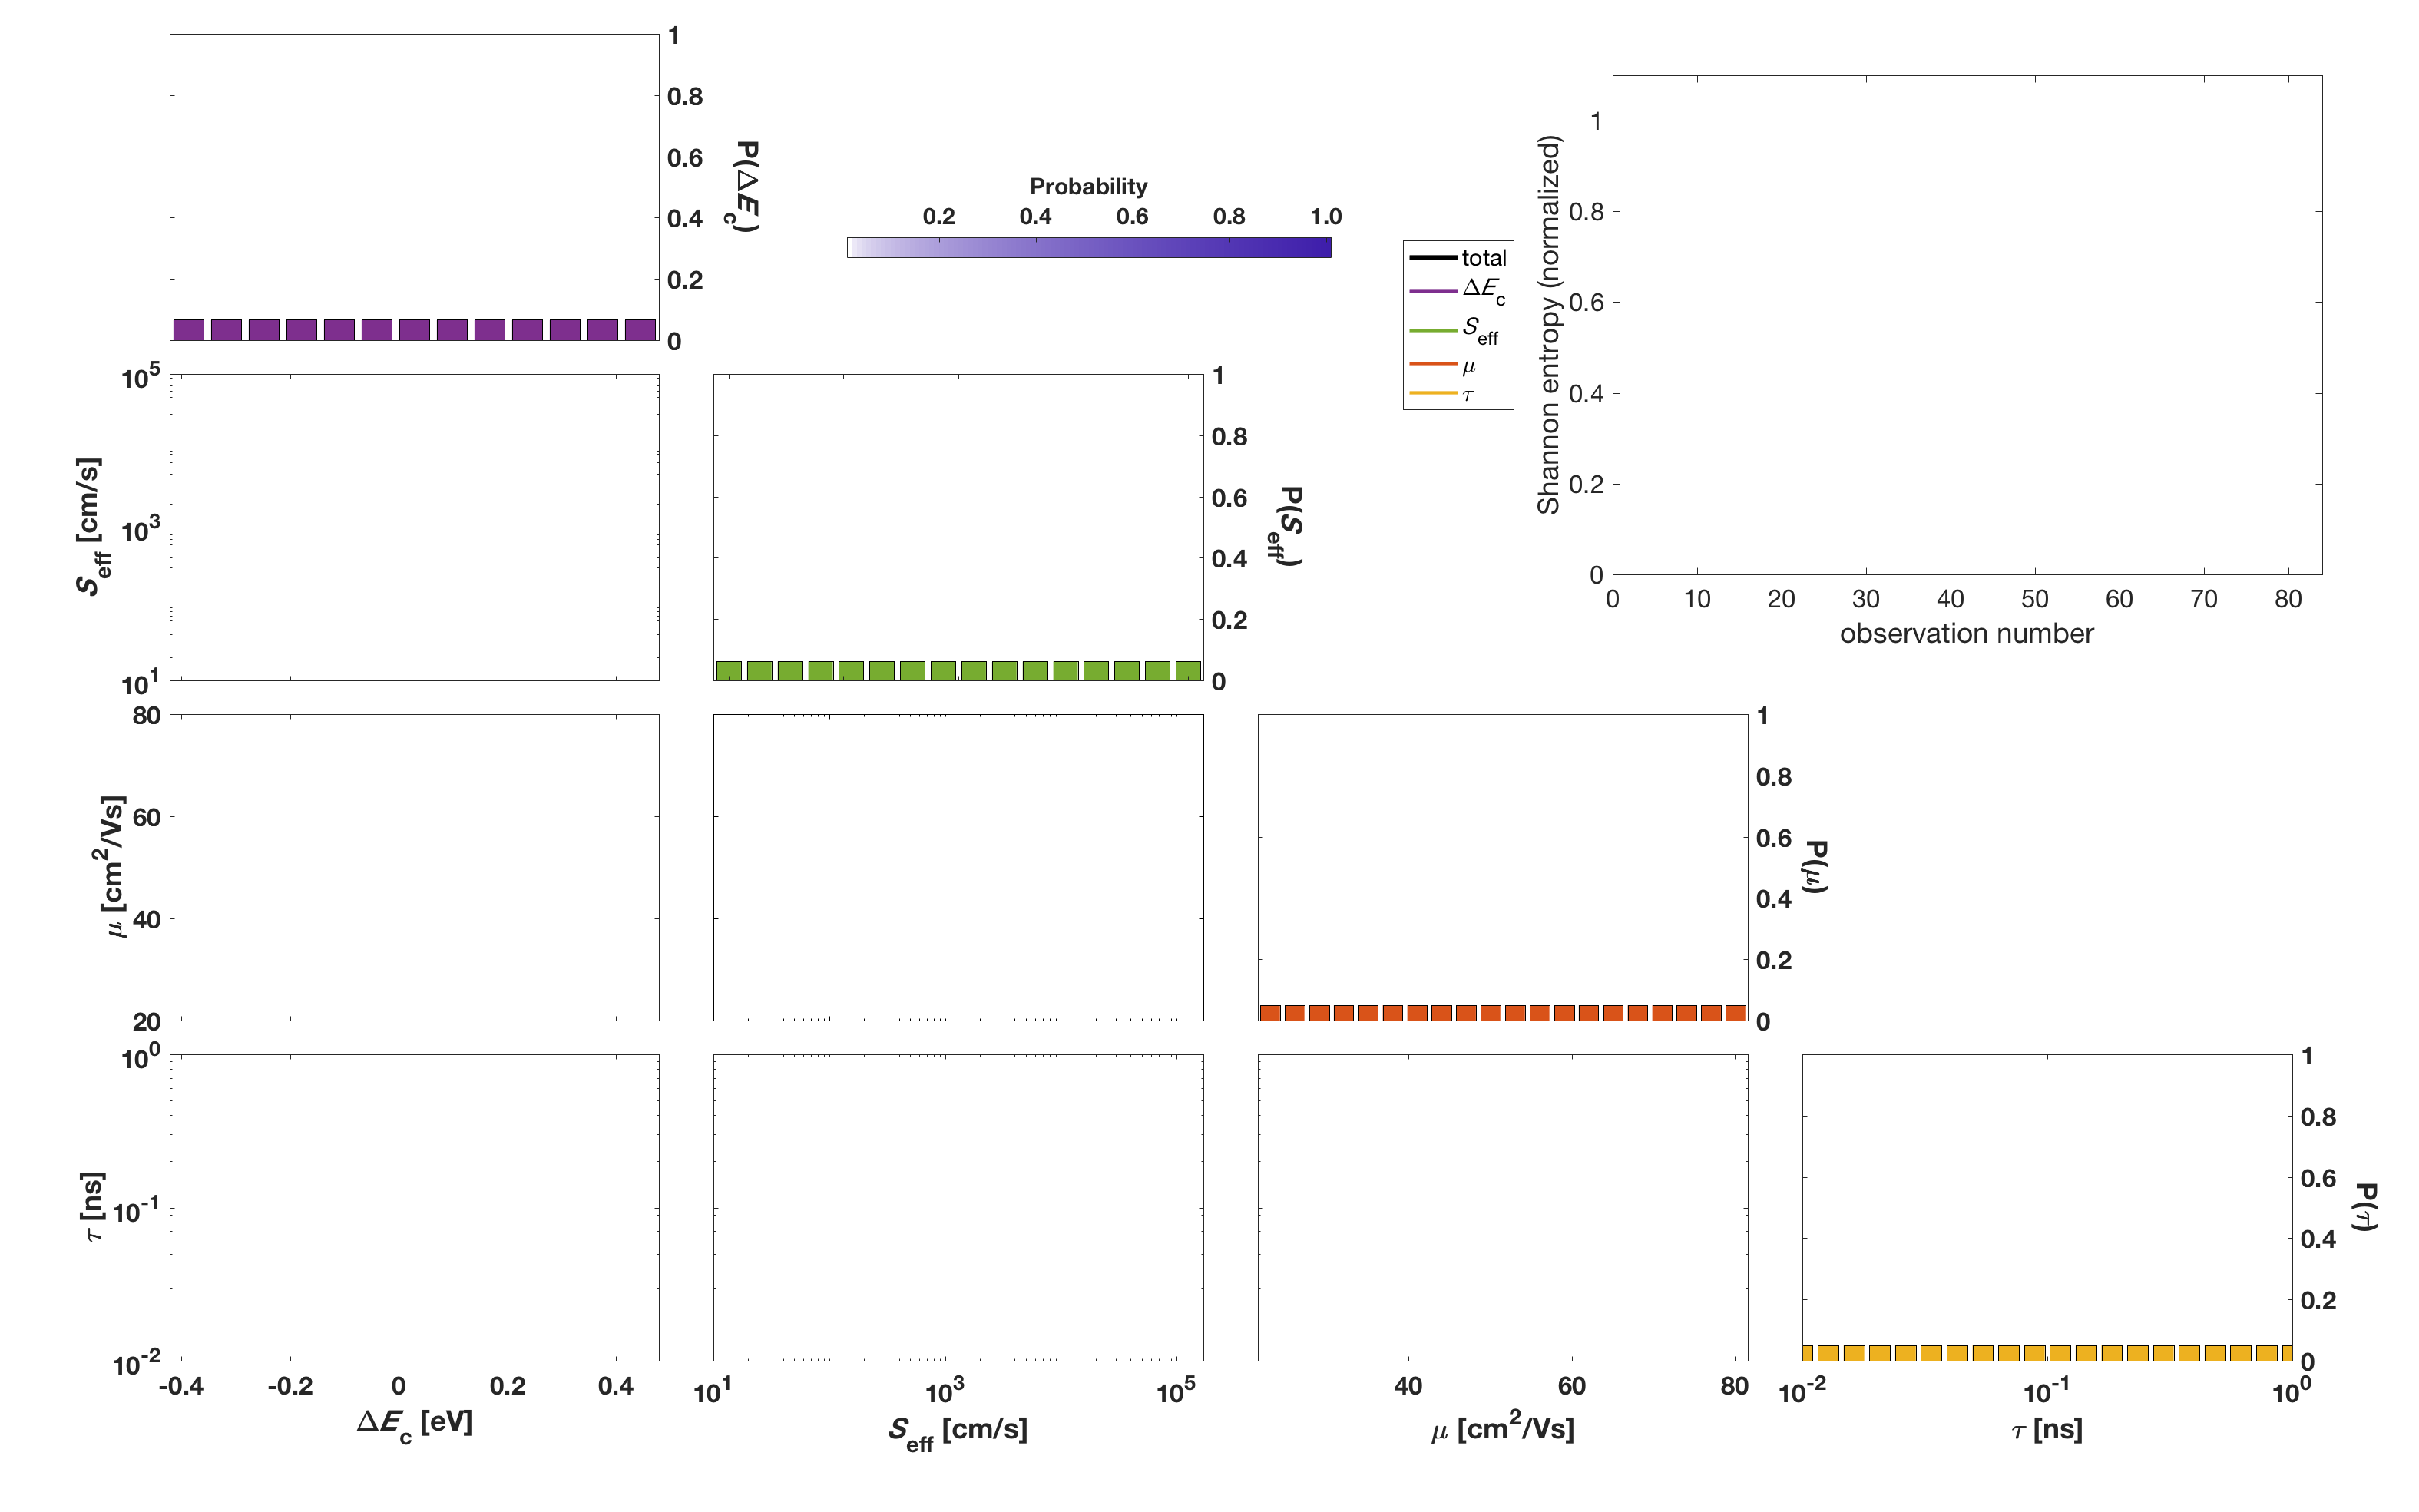 1
0.8
0.6
0.4
0.2
0
P(ΔE_c)
Probability
0.2 0.4 0.6 0.8 1.0
total
ΔE_c
S_eff
μ
τ
Shannon entropy (normalized)
1
0.8
0.6
0.4
0.2
0
0 10 20 30 40 50 60 70 80
observation number
S_eff [cm/s]
10^5
10^3
10^1
1
0.8
0.6
0.4
0.2
0
P(S_eff)
μ [cm^2/Vs]
80
60
40
20
1
0.8
0.6
0.4
0.2
0
P(μ)
τ [ns]
10^0
10^-1
10^-2
1
0.8
0.6
0.4
0.2
0
P(τ)
-0.4 -0.2 0 0.2 0.4
ΔE_c [eV]
10^1 10^3 10^5
S_eff [cm/s]
40 60 80
μ [cm^2/Vs]
10^-2 10^-1 10^0
τ [ns]